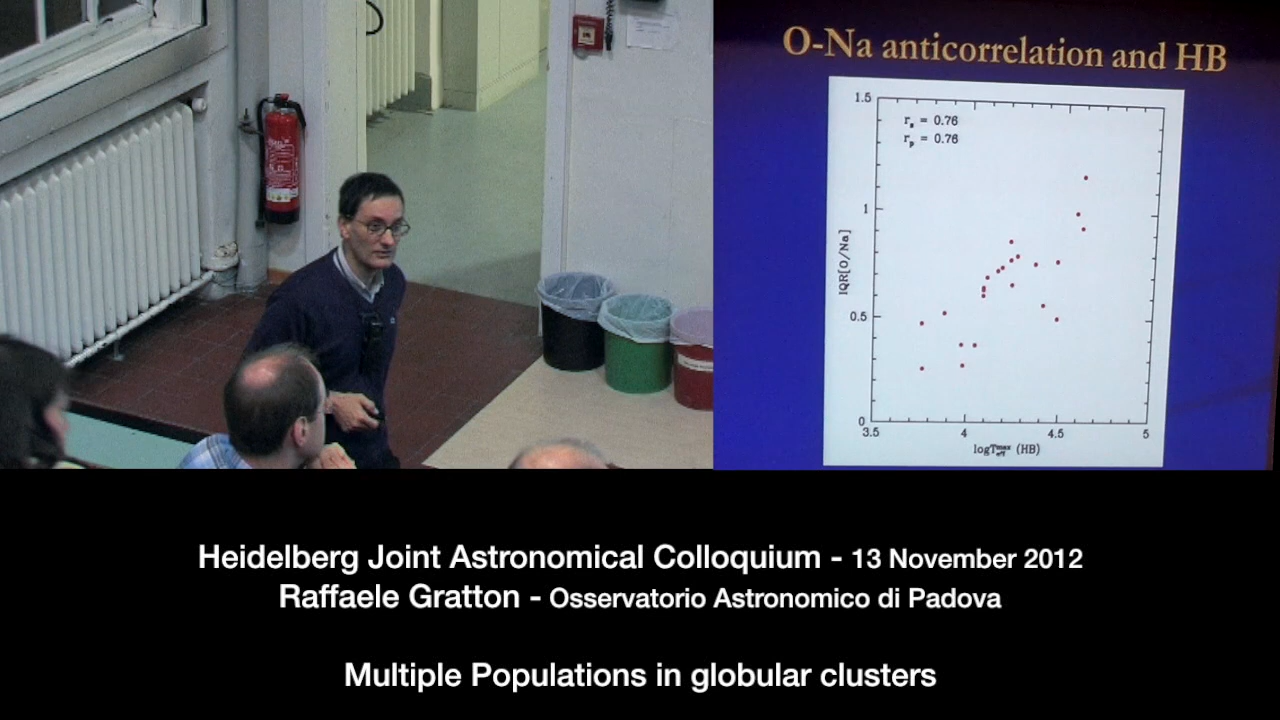 O-Na anticorrelation and HB
1.5
r_s = 0.76
r_p = 0.76
1
IQR[O/Na]
0.5
0
3.5 4 4.5 5
logT_eff^max (HB)
Heidelberg Joint Astronomical Colloquium - 13 November 2012
Raffaele Gratton - Osservatorio Astronomico di Padova
Multiple Populations in globular clusters